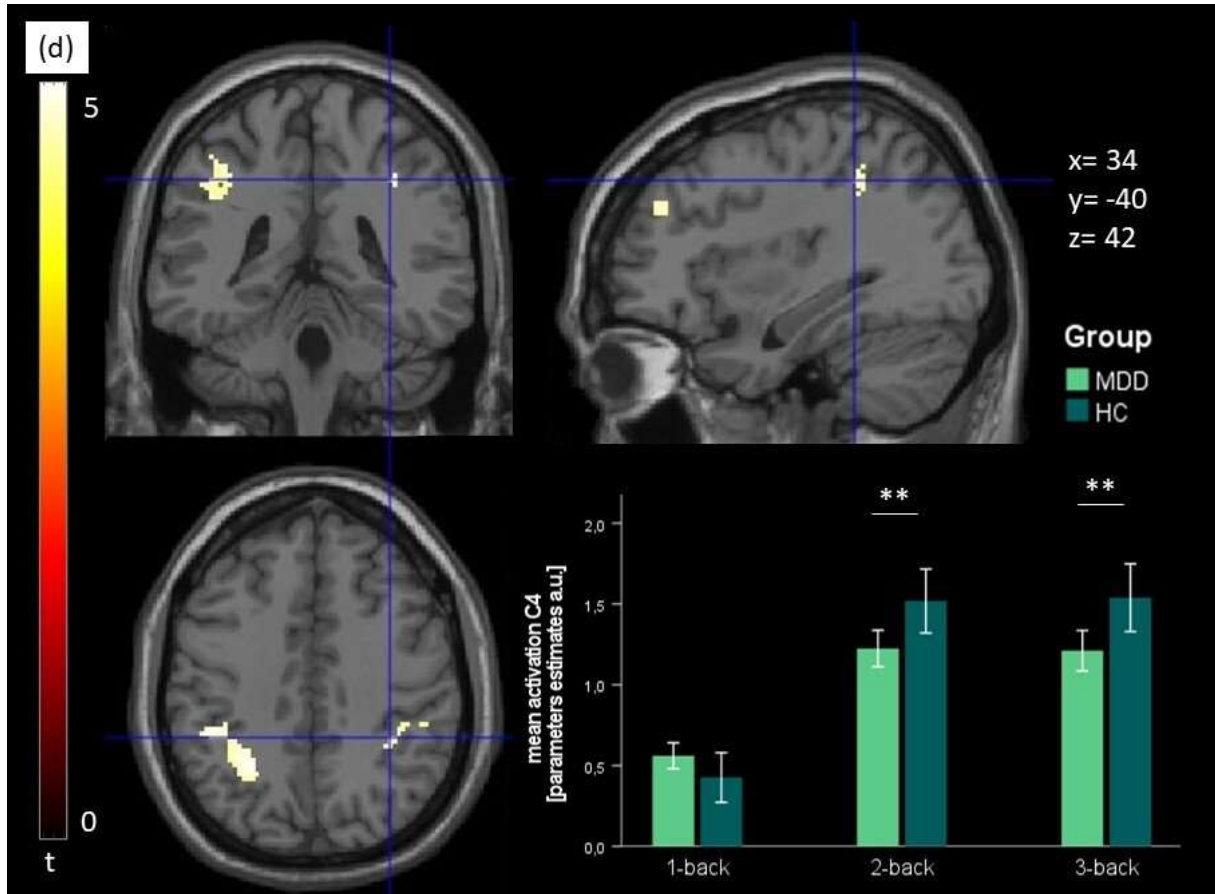 (d)
5
0
t
x= 34
y= -40
z= 42
Group
MDD
HC
mean activation C4
[parameters estimates a.u.]
2,0
1,5
1,0
0,5
0,0
**
**
1-back
2-back
3-back